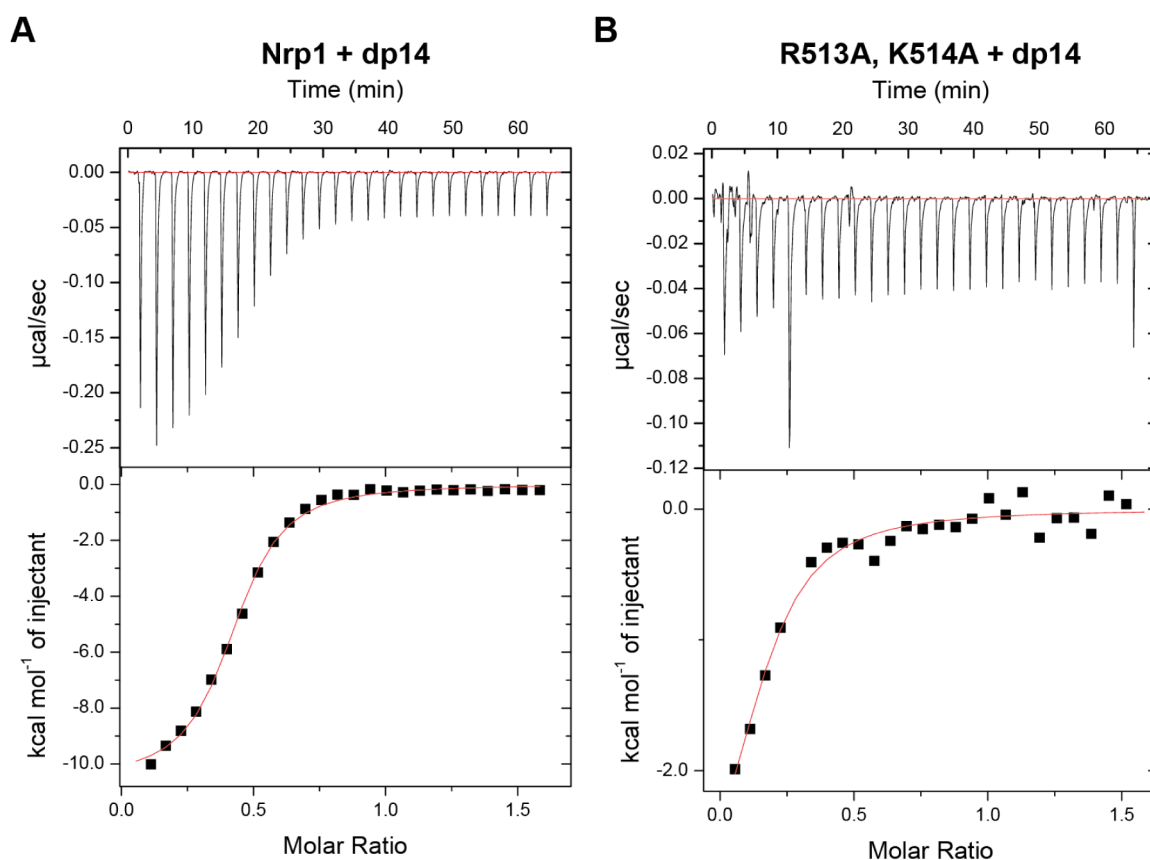 A
Nrp1 + dp14
Time (min)
0 10 20 30 40 50 60
0.00
-0.05
-0.10
-0.15
-0.20
-0.25
µcal/sec
0.0
-2.0
-4.0
-6.0
-8.0
-10.0
kcal mol⁻¹ of injectant
0.0 0.5 1.0 1.5
Molar Ratio
B
R513A, K514A + dp14
Time (min)
0 10 20 30 40 50 60
0.02
0.00
-0.02
-0.04
-0.06
-0.08
-0.10
-0.12
µcal/sec
0.0
-2.0
kcal mol⁻¹ of injectant
0.0 0.5 1.0 1.5
Molar Ratio